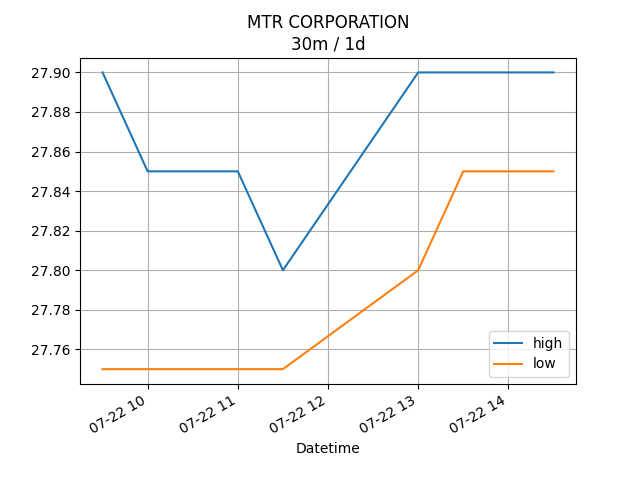 MTR CORPORATION
30m / 1d
27.90
27.88
27.86
27.84
27.82
27.80
27.78
27.76
high
low
07-22 10
07-22 11
07-22 12
07-22 13
07-22 14
Datetime